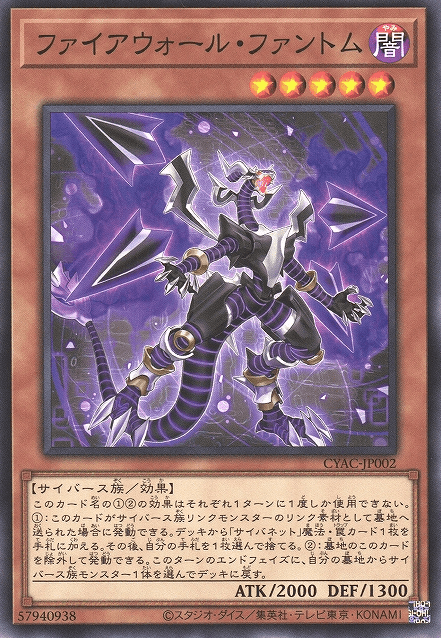 ファイアウォール・ファントム
闇
CYAC-JP002
【サイバース族／効果】
このカード名の①②の効果はそれぞれ1ターンに1度しか使用できない。
①：このカードがサイバース族リンクモンスターのリンク素材として墓地へ
送られた場合に発動できる。デッキから「サイバネット」魔法・罠カード1枚を
手札に加える。その後、自分の手札を1枚選んで捨てる。②：墓地のこのカード
を除外して発動できる。このターンのエンドフェイズに、自分の墓地からサイ
バース族モンスター1体を選んでデッキに戻す。
ATK/2000 DEF/1300
57940938
©スタジオ・ダイス／集英社・テレビ東京・KONAMI